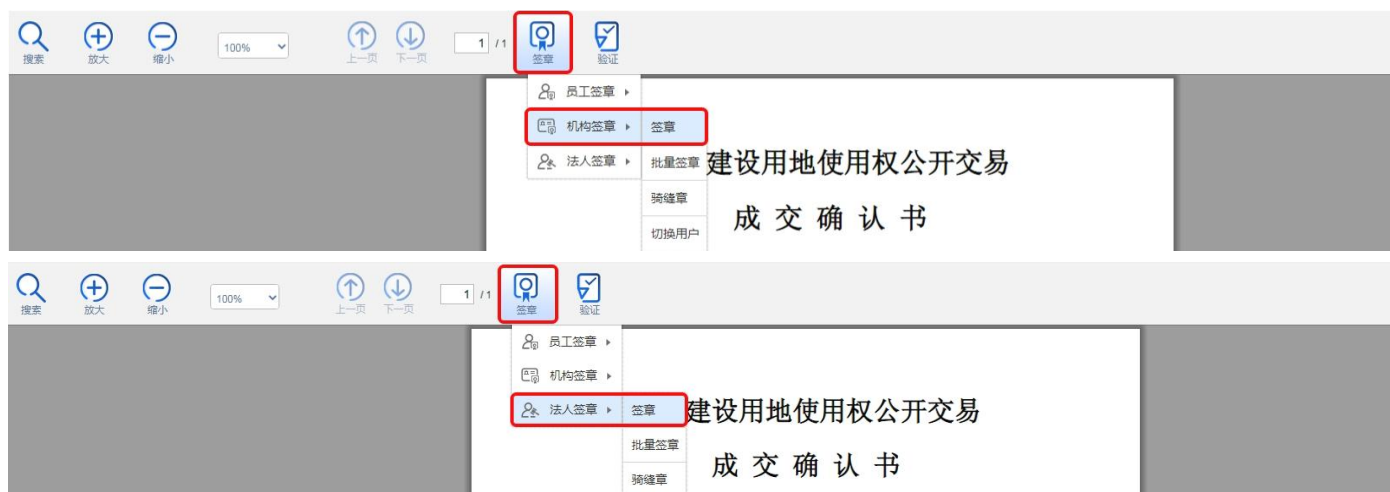 100% 1 /1
搜索 放大 缩小 上一页 下一页 签章 验证
员工签章
机构签章 签章
法人签章 批量签章 建设用地使用权公开交易
骑缝章
成 交 确 认 书
切换用户
100% 1 /1
搜索 放大 缩小 上一页 下一页 签章 验证
员工签章
机构签章
法人签章 签章 建设用地使用权公开交易
批量签章
成 交 确 认 书
骑缝章